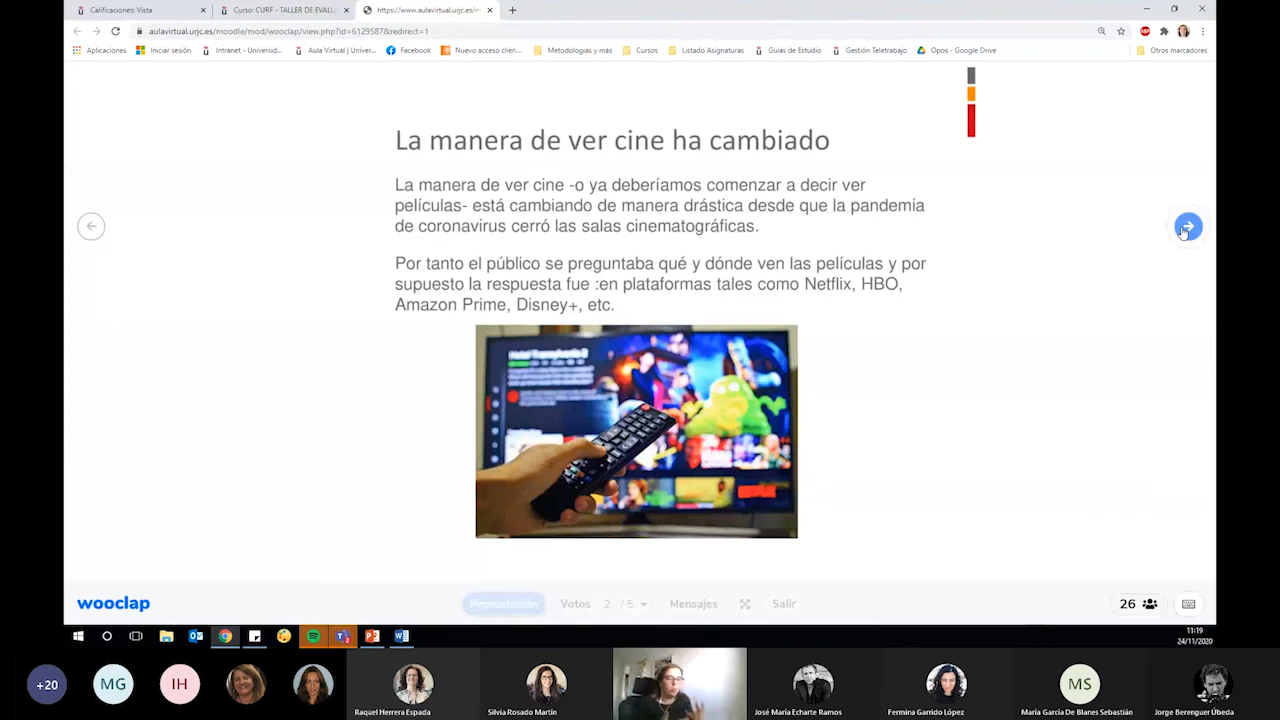 Calificaciones: Vista
Curso: CURF - TALLER DE EVALU
https://www.aulavirtual.urjc.es/m
aulavirtual.urjc.es/moodle/mod/wooclap/view.php?id=6129587&redirect=1
Aplicaciones
Iniciar sesión
Intranet - Universid...
Aula Virtual | Univer...
Facebook
Nuevo acceso clien...
Metodologias y más
Cursos
Listado Asignaturas
Guías de Estudio
Gestión Teletrabajo
Opos - Google Drive
Otros marcadores
La manera de ver cine ha cambiado
La manera de ver cine -o ya deberíamos comenzar a decir ver
películas- está cambiando de manera drástica desde que la pandemia
de coronavirus cerró las salas cinematográficas.
Por tanto el público se preguntaba qué y dónde ven las películas y por
supuesto la respuesta fue :en plataformas tales como Netflix, HBO,
Amazon Prime, Disney+, etc.
wooclap
Presentación
Votos 2 / 5
Mensajes
Salir
26
11:19
24/11/2020
+20
MG
IH
MS
Raquel Herrera Espada
Silvia Rosado Martín
José María Echarte Ramos
Fermina Garrido López
María García De Blanes Sebastián
Jorge Berenguer Úbeda